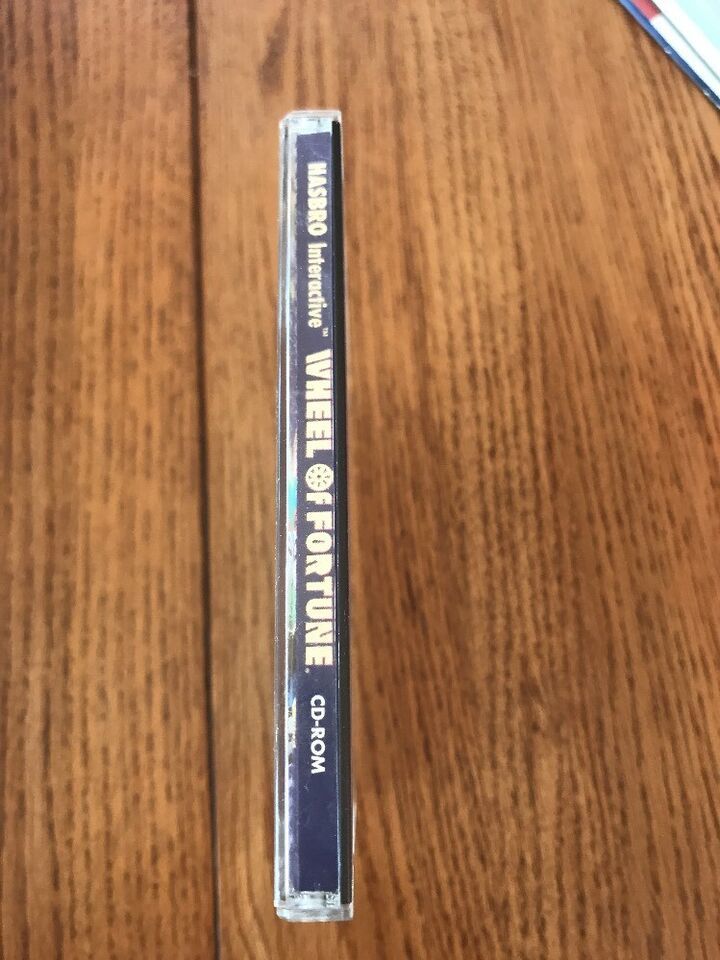 HASBRO Interactive™ WHEEL Of FORTUNE® CD-ROM